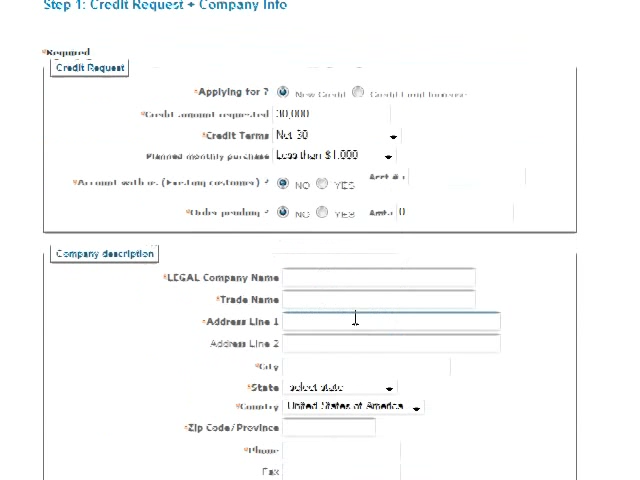 Step 1: Credit Request + Company Info
*Required
Credit Request
*Applying for ? New Credit Credit Limit Increase
*Credit amount requested 30,000
*Credit Terms Net 30
Planned monthly purchase Less than $1,000
*Account with us (Existing customer) ? NO YES Acct # :
*Order pending ? NO YES Amt.: 0
Company description
*LEGAL Company Name
*Trade Name
*Address Line 1
Address Line 2
*City
*State select state
*Country United States of America
*Zip Code/Province
*Phone
Fax